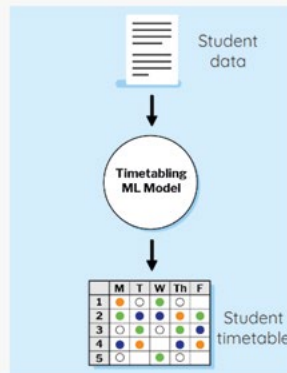 Student
data
Timetabling
ML Model
M T W Th F
1
2
3
4
5
Student
timetable